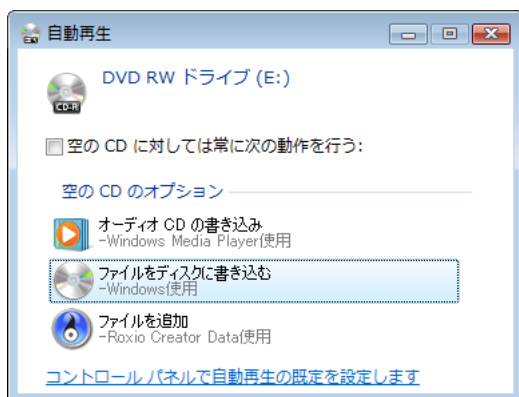 自動再生
DVD RW ドライブ (E:)
CD-R
空の CD に対しては常に次の動作を行う:
空の CD のオプション
オーディオ CD の書き込み
-Windows Media Player使用
ファイルをディスクに書き込む
-Windows使用
ファイルを追加
-Roxio Creator Data使用
コントロール パネルで自動再生の既定を設定します